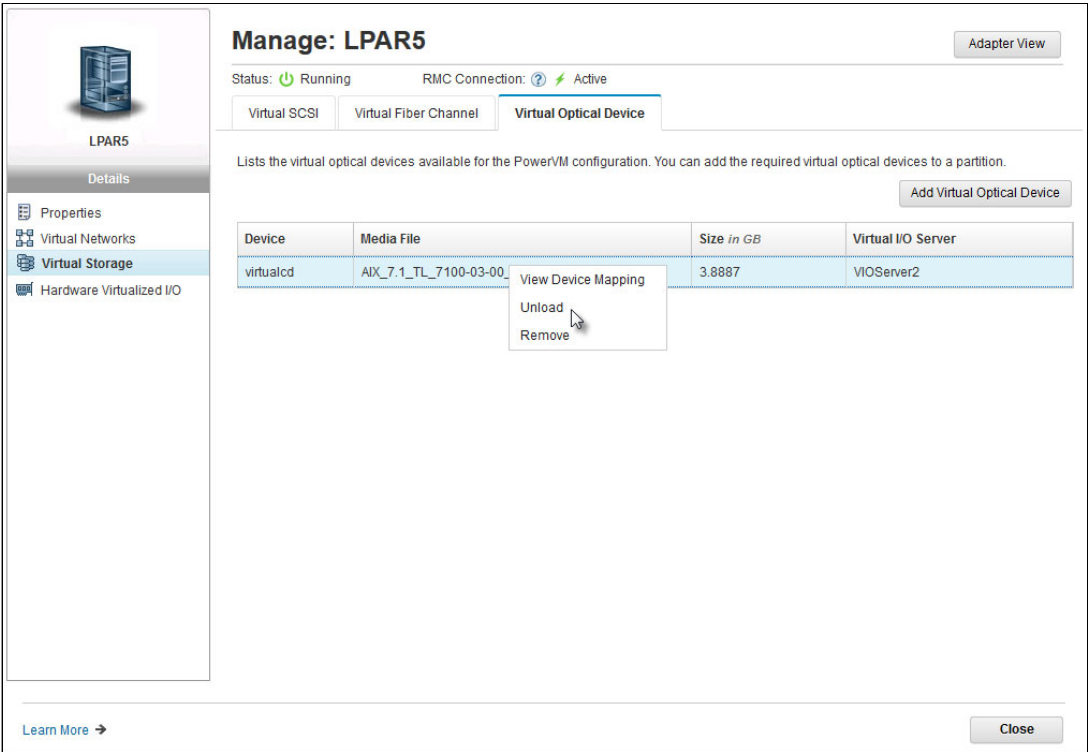 Manage: LPAR5
Adapter View
Status: Running RMC Connection: ? Active
Virtual SCSI Virtual Fiber Channel Virtual Optical Device
LPAR5
Details
Properties
Virtual Networks
Virtual Storage
Hardware Virtualized I/O
Lists the virtual optical devices available for the PowerVM configuration. You can add the required virtual optical devices to a partition.
Add Virtual Optical Device
Device Media File Size in GB Virtual I/O Server
virtualcd AIX_7.1_TL_7100-03-00_ 3.8887 VIOServer2
View Device Mapping
Unload
Remove
Learn More
Close